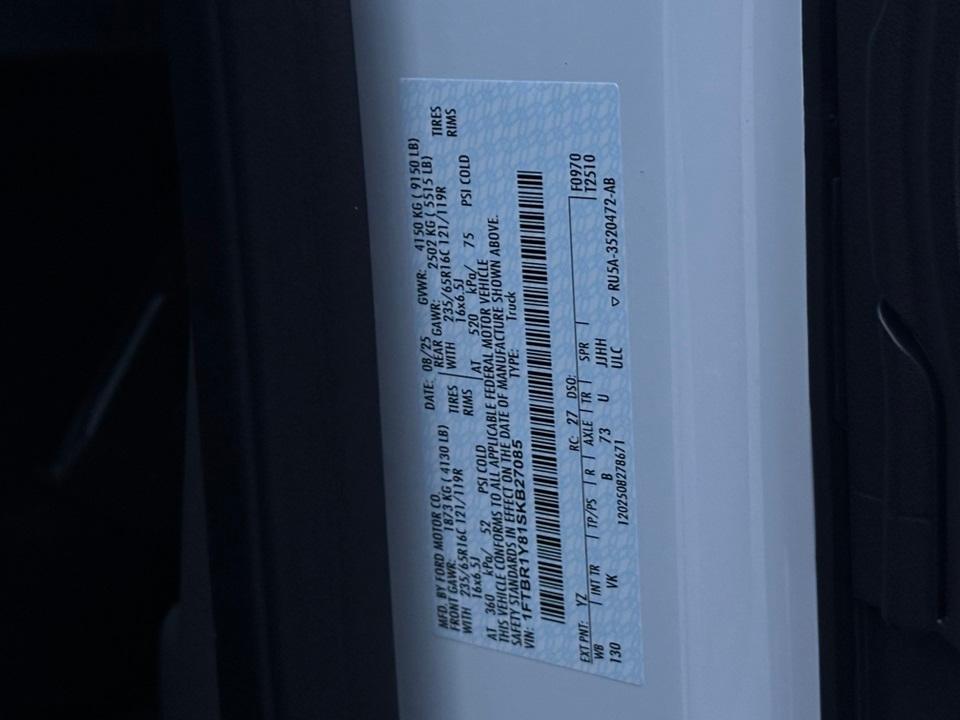 MFD. BY FORD MOTOR CO. DATE: 08/25 GVWR: 4150 KG ( 9150 LB)
FRONT GAWR: 1873 KG ( 4130 LB) REAR GAWR: 2502 KG ( 5515 LB)
WITH 235/65R16C 121/119R TIRES WITH 235/65R16C 121/119R TIRES
16x6.5J RIMS 16x6.5J RIMS
AT 360 kPa/ 52 PSI COLD AT 520 kPa/ 75 PSI COLD
THIS VEHICLE CONFORMS TO ALL APPLICABLE FEDERAL MOTOR VEHICLE
SAFETY STANDARDS IN EFFECT ON THE DATE OF MANUFACTURE SHOWN ABOVE.
VIN: 1FTBR1Y81SKB27085 TYPE: Truck
EXT PNT: YZ RC: 27 DSO: F0970
WB INT TR TP/PS R AXLE TR SPR T2510
130 VK B 73 U JJHH
1202508278671 ULC ▽ RU5A-3520472-AB